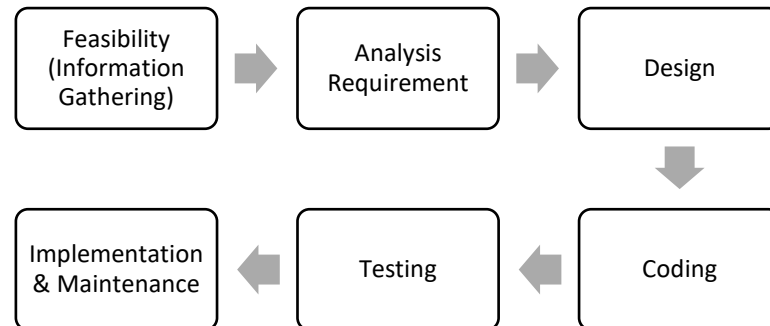 Feasibility
(Information
Gathering)
Analysis
Requirement
Design
Implementation
& Maintenance
Testing
Coding